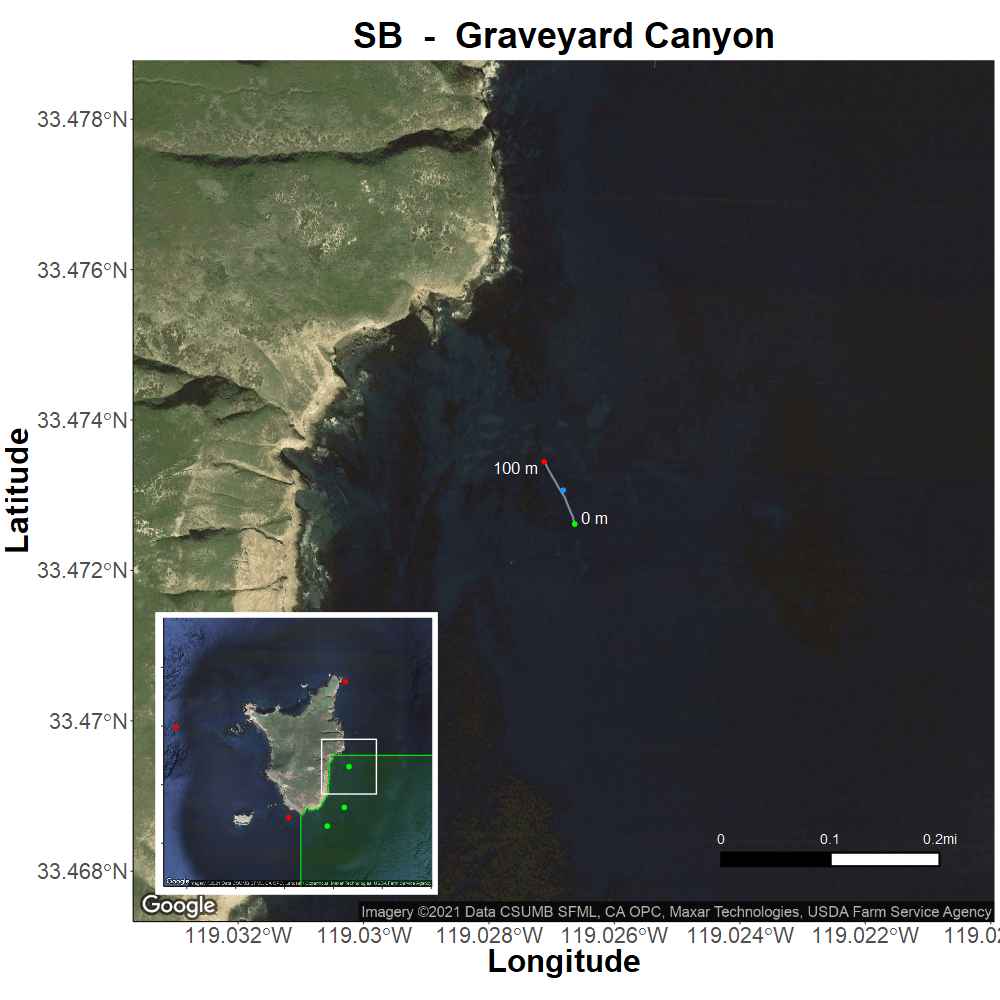 SB - Graveyard Canyon
33.478°N
33.476°N
33.474°N
33.472°N
33.47°N
33.468°N
Latitude
100 m
0 m
0 0.1 0.2mi
Google
Google
Imagery ©2021 Data CSUMB SFML, CA OPC, Maxar Technologies, USDA Farm Service Agency
119.032°W 119.03°W 119.028°W 119.026°W 119.024°W 119.022°W 119.02
Longitude